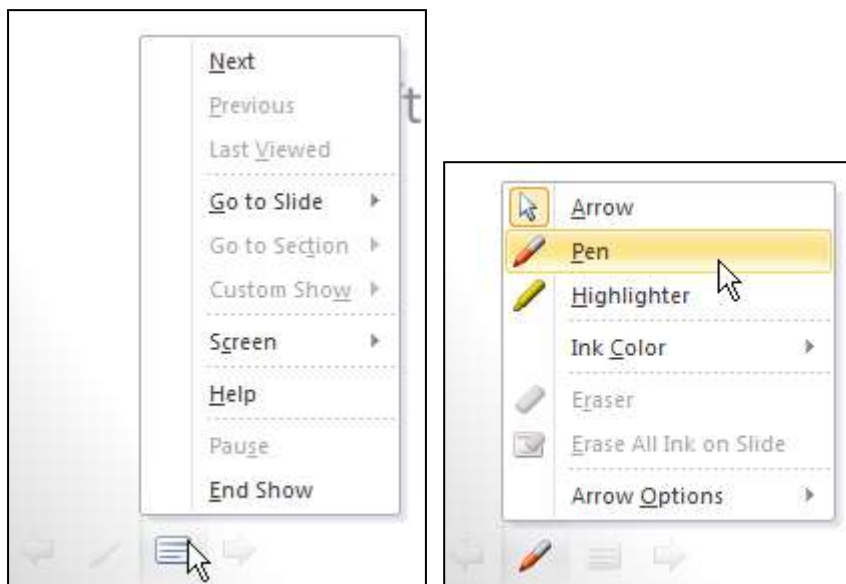 Next
Previous
Last Viewed
Go to Slide
Go to Section
Custom Show
Screen
Help
Pause
End Show
t
Arrow
Pen
Highlighter
Ink Color
Eraser
Erase All Ink on Slide
Arrow Options